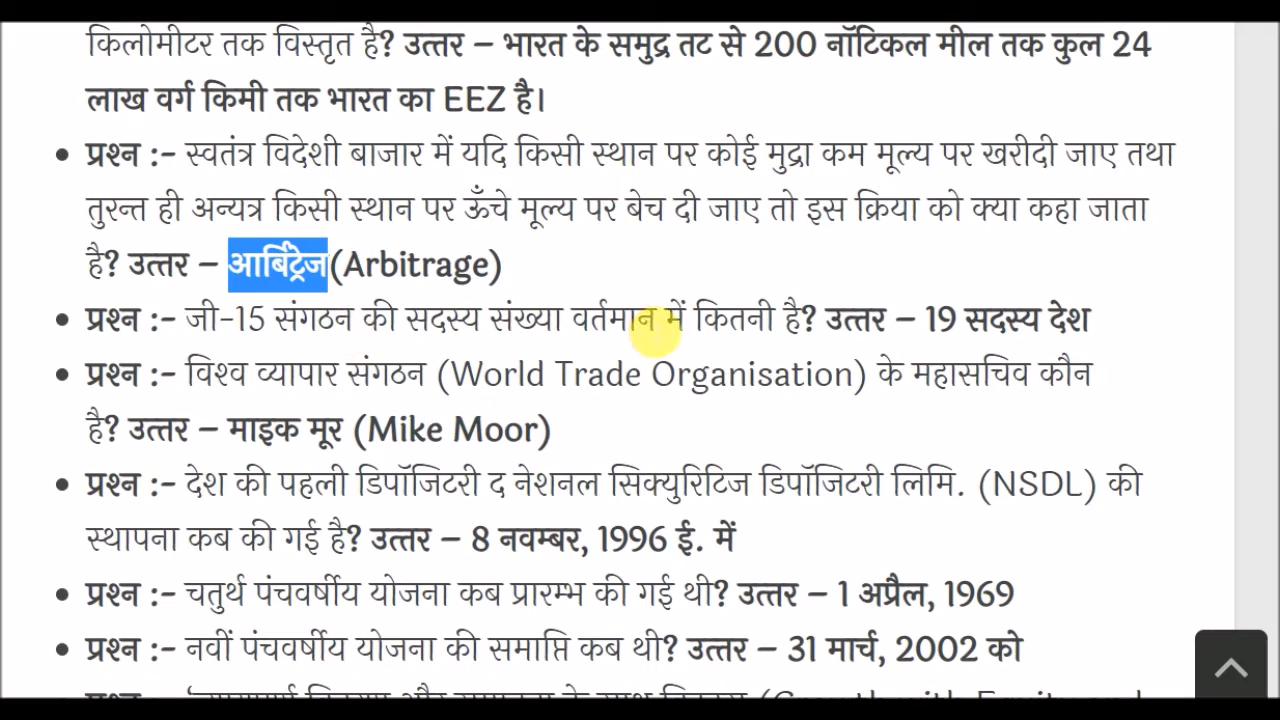 किलोमीटर तक विस्तृत है? उत्तर – भारत के समुद्र तट से 200 नॉटिकल मील तक कुल 24
लाख वर्ग किमी तक भारत का EEZ है।
• प्रश्न :- स्वतंत्र विदेशी बाजार में यदि किसी स्थान पर कोई मुद्रा कम मूल्य पर खरीदी जाए तथा
तुरन्त ही अन्यत्र किसी स्थान पर ऊँचे मूल्य पर बेच दी जाए तो इस क्रिया को क्या कहा जाता
है? उत्तर – आर्बिट्रेज(Arbitrage)
• प्रश्न :- जी-15 संगठन की सदस्य संख्या वर्तमान में कितनी है? उत्तर – 19 सदस्य देश
• प्रश्न :- विश्व व्यापार संगठन (World Trade Organisation) के महासचिव कौन
है? उत्तर – माइक मूर (Mike Moor)
• प्रश्न :- देश की पहली डिपॉजिटरी द नेशनल सिक्युरिटिज डिपॉजिटरी लिमि. (NSDL) की
स्थापना कब की गई है? उत्तर – 8 नवम्बर, 1996 ई. में
• प्रश्न :- चतुर्थ पंचवर्षीय योजना कब प्रारम्भ की गई थी? उत्तर – 1 अप्रैल, 1969
• प्रश्न :- नवीं पंचवर्षीय योजना की समाप्ति कब थी? उत्तर – 31 मार्च, 2002 को